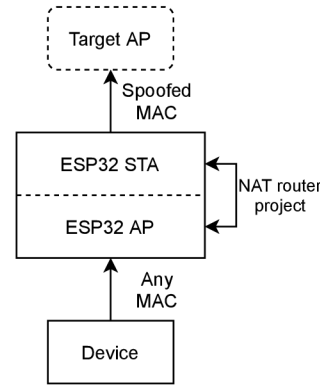 Target AP
Spoofed
MAC
ESP32 STA
NAT router
project
ESP32 AP
Any
MAC
Device